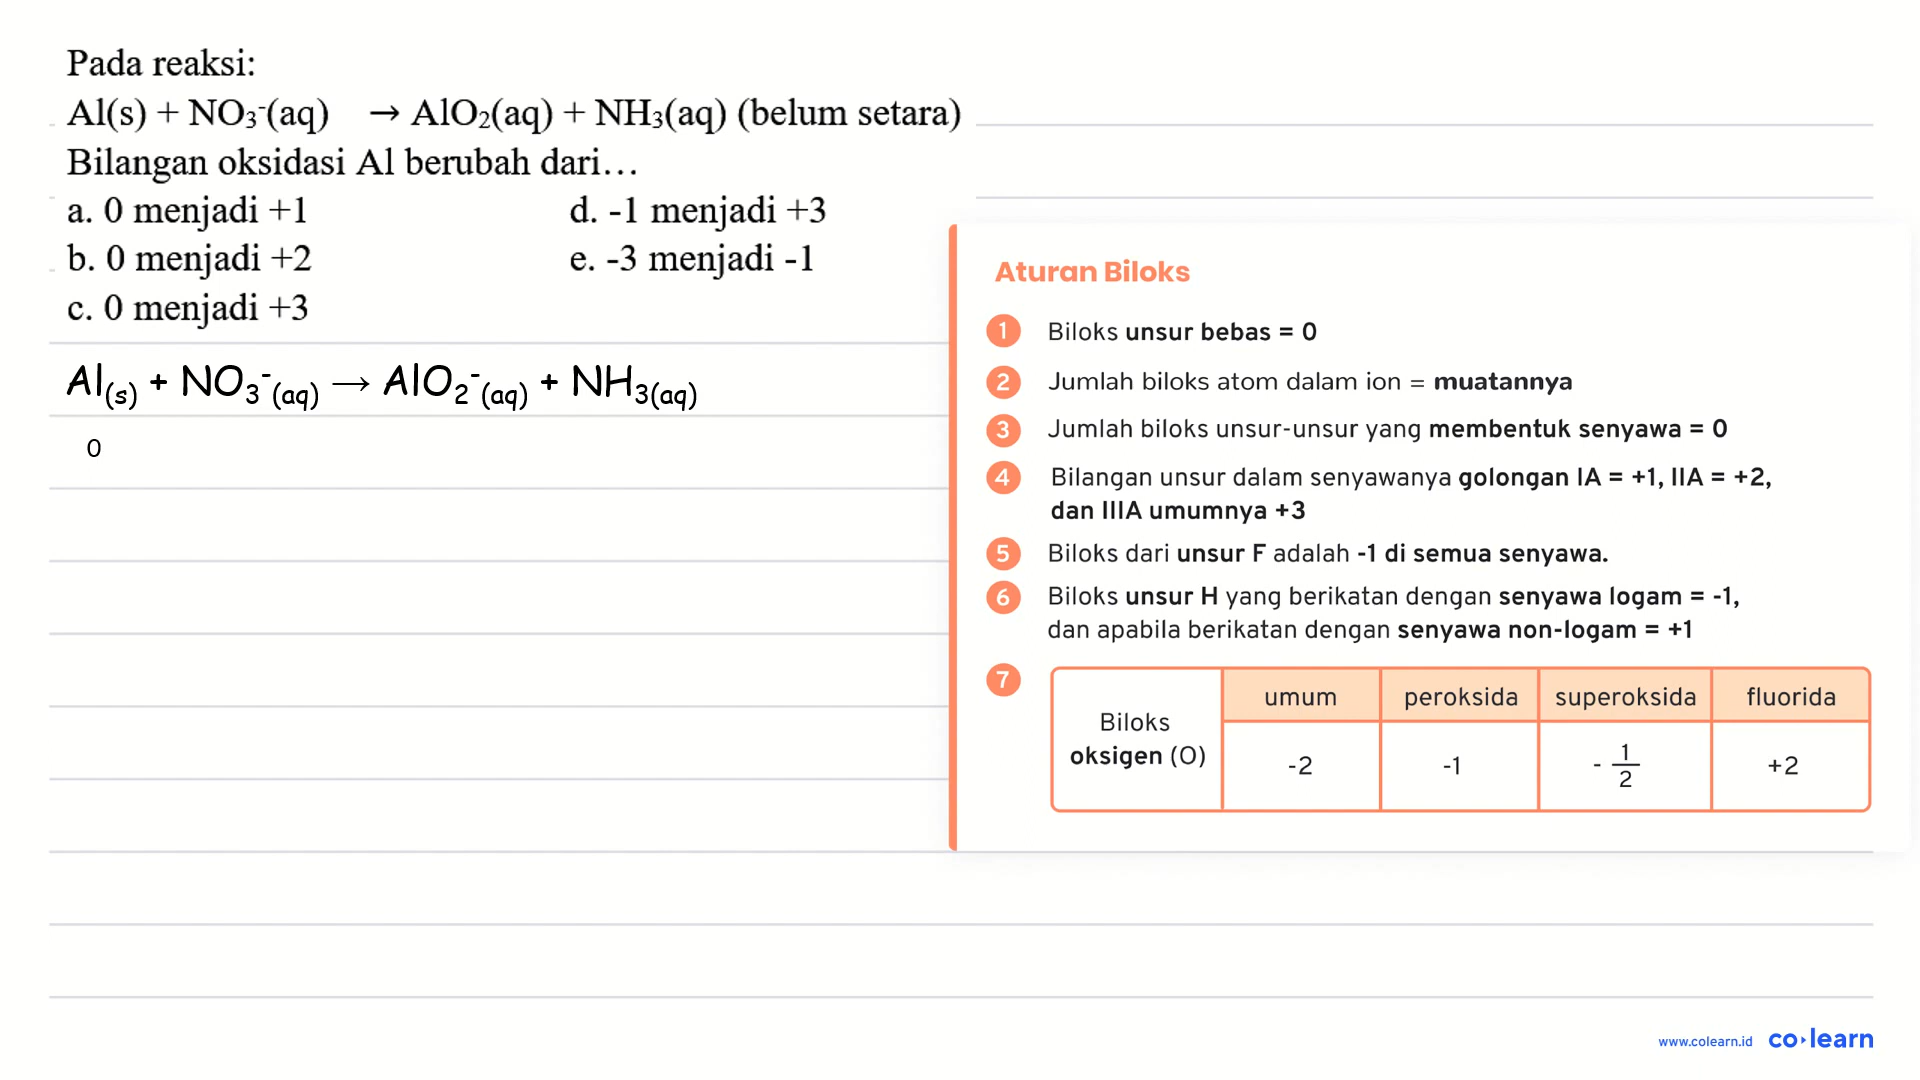 Pada reaksi:
Al(s) + NO₃⁻(aq) → AlO₂(aq) + NH₃(aq) (belum setara)
Bilangan oksidasi Al berubah dari...
a. 0 menjadi +1
d. -1 menjadi +3
b. 0 menjadi +2
e. -3 menjadi -1
c. 0 menjadi +3
Al₍s₎ + NO₃⁻(aq) → AlO₂⁻(aq) + NH₃(aq)
0
Aturan Biloks
1 Biloks unsur bebas = 0
2 Jumlah biloks atom dalam ion = muatannya
3 Jumlah biloks unsur-unsur yang membentuk senyawa = 0
4 Bilangan unsur dalam senyawanya golongan IA = +1, IIA = +2,
dan IIIA umumnya +3
5 Biloks dari unsur F adalah -1 di semua senyawa.
6 Biloks unsur H yang berikatan dengan senyawa logam = -1,
dan apabila berikatan dengan senyawa non-logam = +1
7
Biloks
oksigen (O)
umum peroksida superoksida fluorida
-2 -1 - 1/2 +2
www.colearn.id co learn